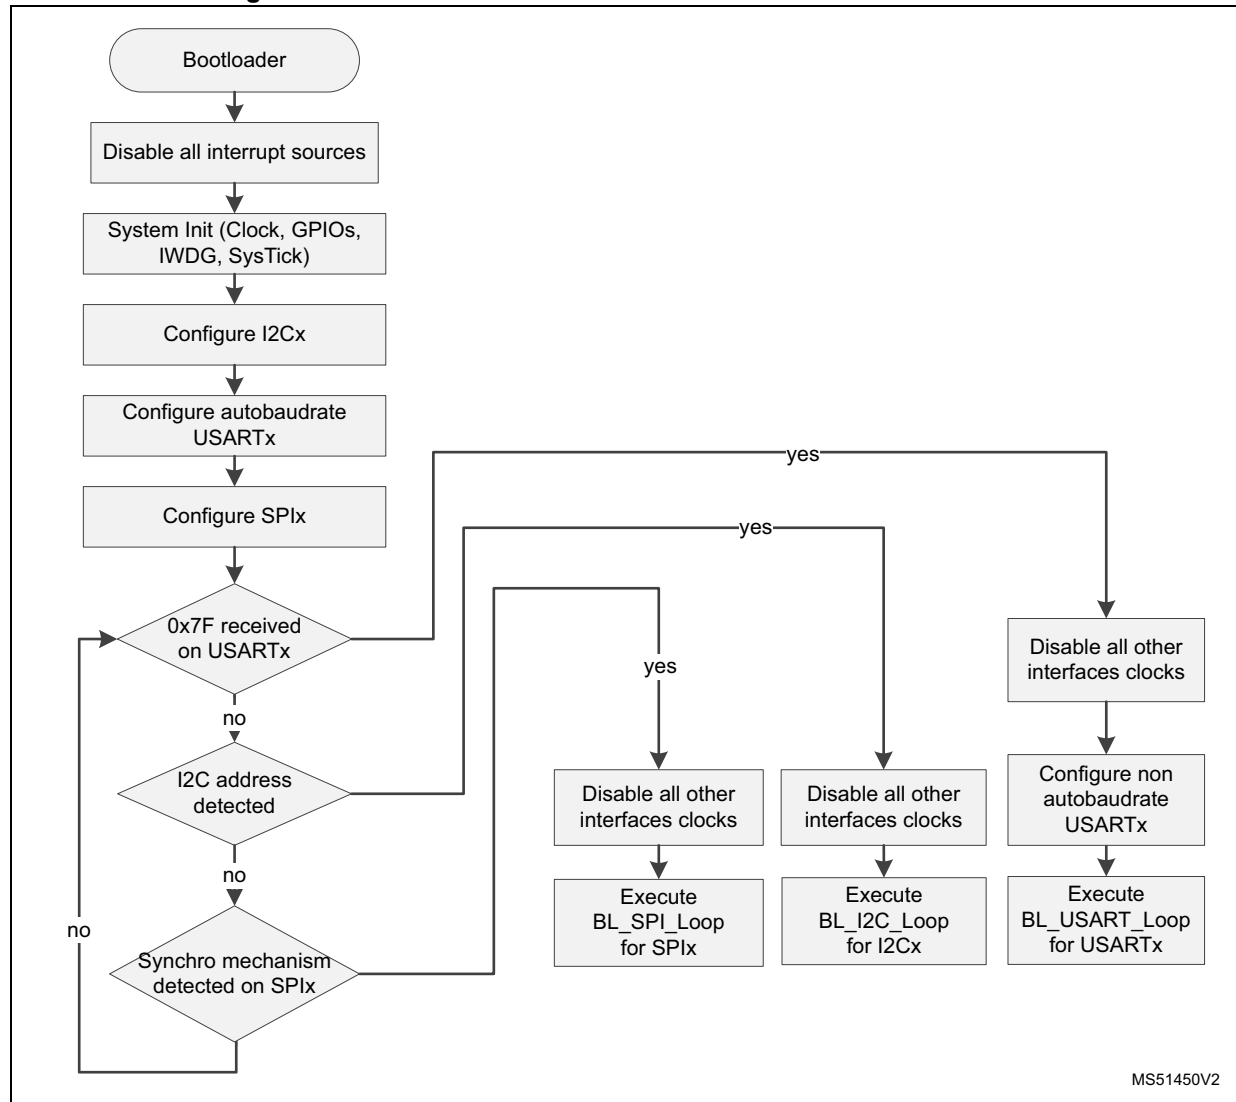 Bootloader
Disable all interrupt sources
System Init (Clock, GPIOs,
IWDG, SysTick)
Configure I2Cx
Configure autobaudrate
USARTx
yes
Configure SPIx
yes
0x7F received
on USARTx
Disable all other
interfaces clocks
yes
no
I2C address
detected
Disable all other
interfaces clocks
Disable all other
interfaces clocks
Configure non
autobaudrate
USARTx
no
Execute
BL_SPI_Loop
for SPIx
Execute
BL_I2C_Loop
for I2Cx
Execute
BL_USART_Loop
for USARTx
no
Synchro mechanism
detected on SPIx
MS51450V2